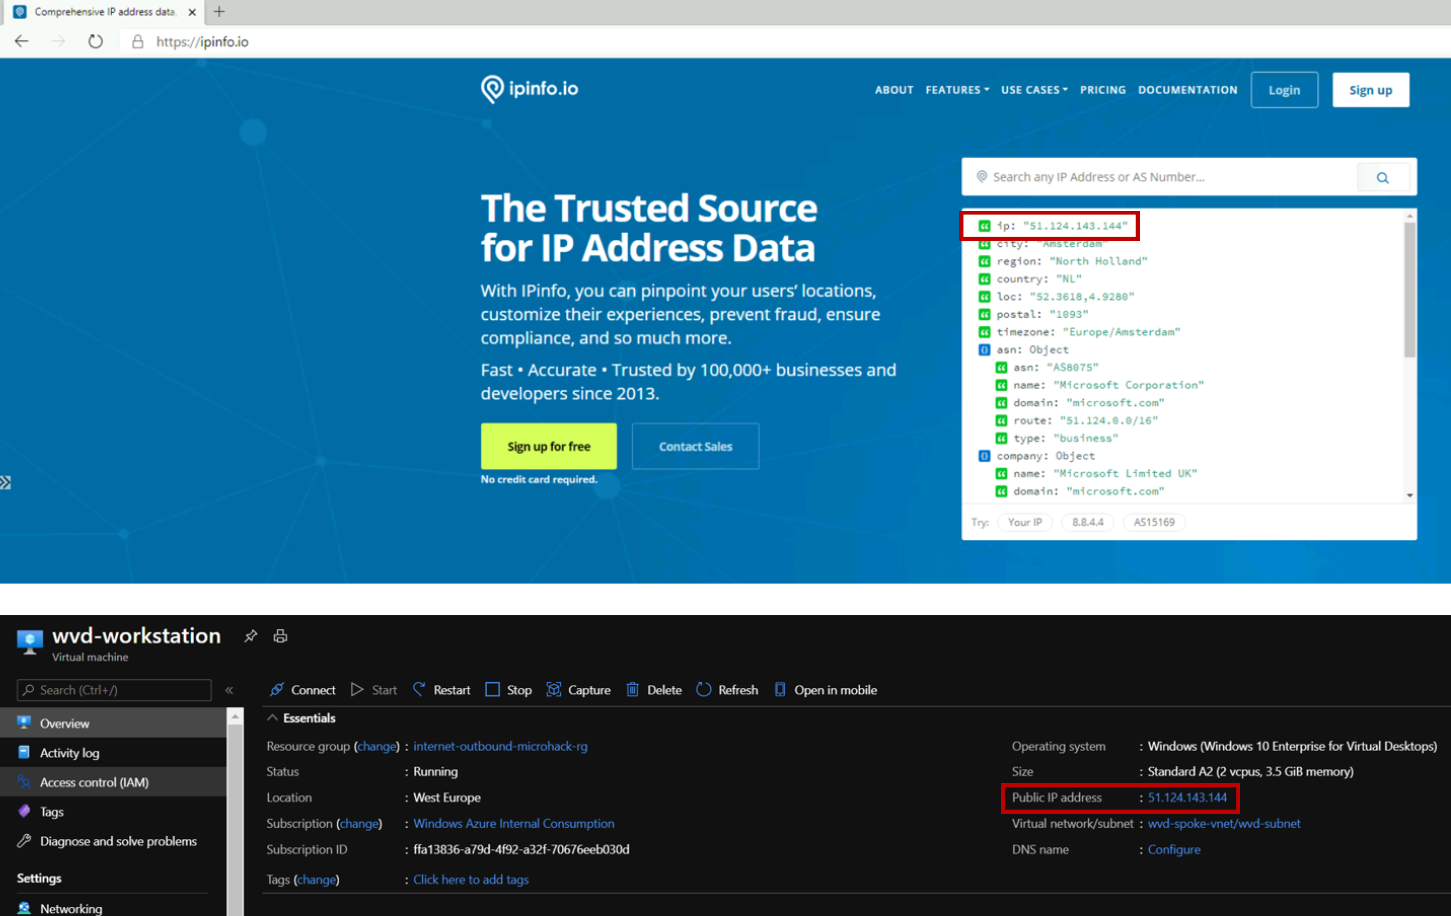 Comprehensive IP address data,
https://ipinfo.io
ipinfo.io
ABOUT FEATURES USE CASES PRICING DOCUMENTATION Login Sign up
Search any IP Address or AS Number...
The Trusted Source
for IP Address Data
With IPinfo, you can pinpoint your users' locations,
customize their experiences, prevent fraud, ensure
compliance, and so much more.
Fast • Accurate • Trusted by 100,000+ businesses and
developers since 2013.
Sign up for free Contact Sales
No credit card required.
ip: "51.124.143.144"
city: "Amsterdam"
region: "North Holland"
country: "NL"
loc: "52.3618,4.9280"
postal: "1093"
timezone: "Europe/Amsterdam"
asn: Object
asn: "AS8075"
name: "Microsoft Corporation"
domain: "microsoft.com"
route: "51.124.0.0/16"
type: "business"
company: Object
name: "Microsoft Limited UK"
domain: "microsoft.com"
Try: Your IP 8.8.4.4 AS15169
wvd-workstation
Virtual machine
Search (Ctrl+/)
Overview
Activity log
Access control (IAM)
Tags
Diagnose and solve problems
Settings
Networking
Connect Start Restart Stop Capture Delete Refresh Open in mobile
Essentials
Resource group (change) : internet-outbound-microhack-rg
Status : Running
Location : West Europe
Subscription (change) : Windows Azure Internal Consumption
Subscription ID : ffa13836-a79d-4f92-a32f-70676eeb030d
Tags (change) : Click here to add tags
Operating system : Windows (Windows 10 Enterprise for Virtual Desktops)
Size : Standard A2 (2 vcpus, 3.5 GiB memory)
Public IP address : 51.124.143.144
Virtual network/subnet : wvd-spoke-vnet/wvd-subnet
DNS name : Configure